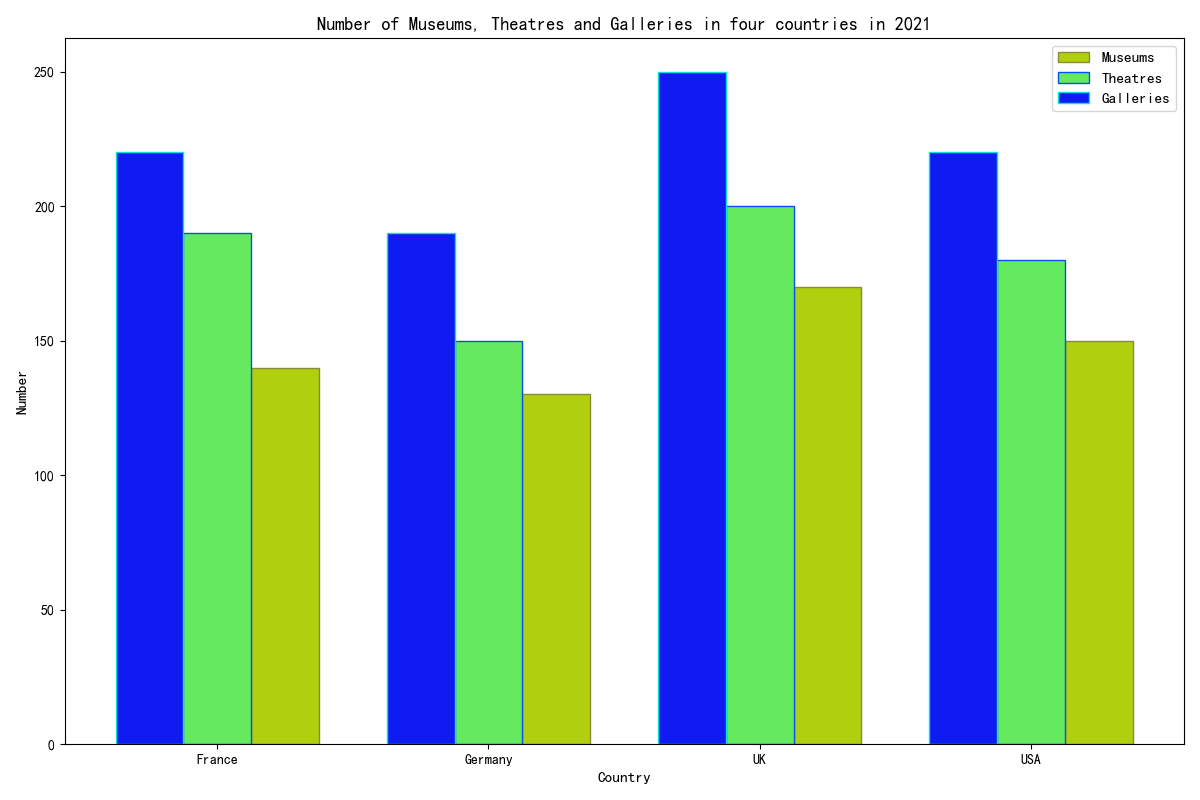 Number of Museums, Theatres and Galleries in four countries in 2021
Museums
Theatres
Galleries
250
200
150
100
50
0
Number
France Germany UK USA
Country